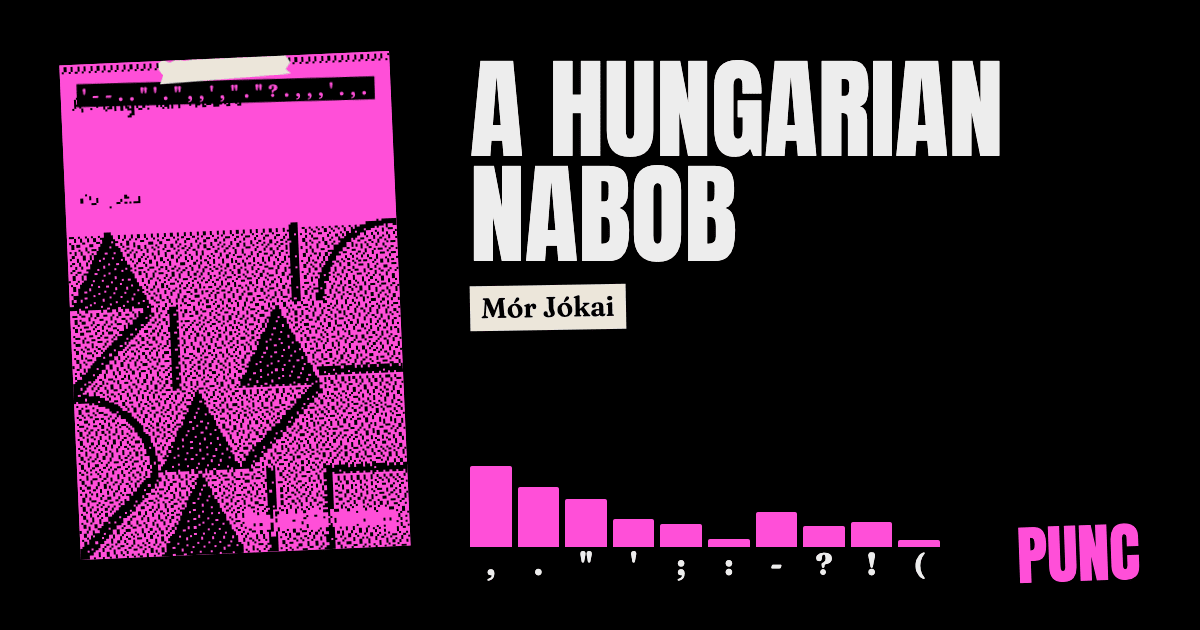 '--.."'.",,',"."?.,,,'.,.
A HUNGARIAN
NABOB
Mór Jókai
, . " ' ; : - ? ! (
PUNC